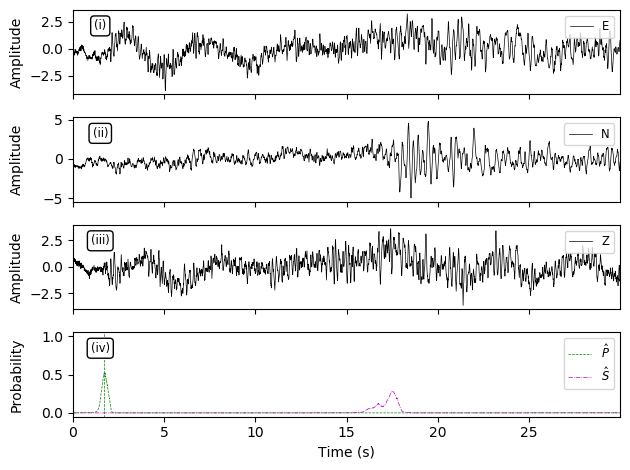 (i)
E
Amplitude
2.5
0.0
−2.5
(ii)
N
Amplitude
5
0
−5
(iii)
Z
Amplitude
2.5
0.0
−2.5
(iv)
P̂
Ŝ
Probability
1.0
0.5
0.0
0 5 10 15 20 25
Time (s)